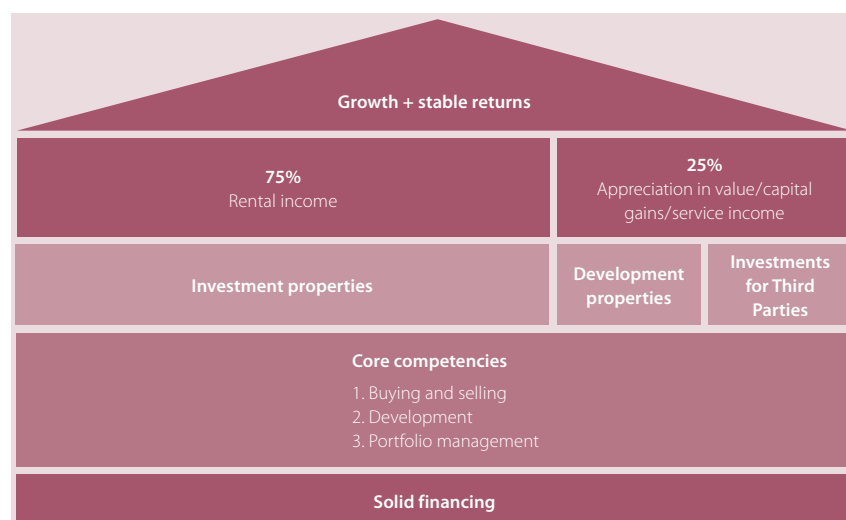 Growth + stable returns
75%
Rental income
25%
Appreciation in value/capital
gains/service income
Investment properties
Development
properties
Investments
for Third
Parties
Core competencies
1. Buying and selling
2. Development
3. Portfolio management
Solid financing